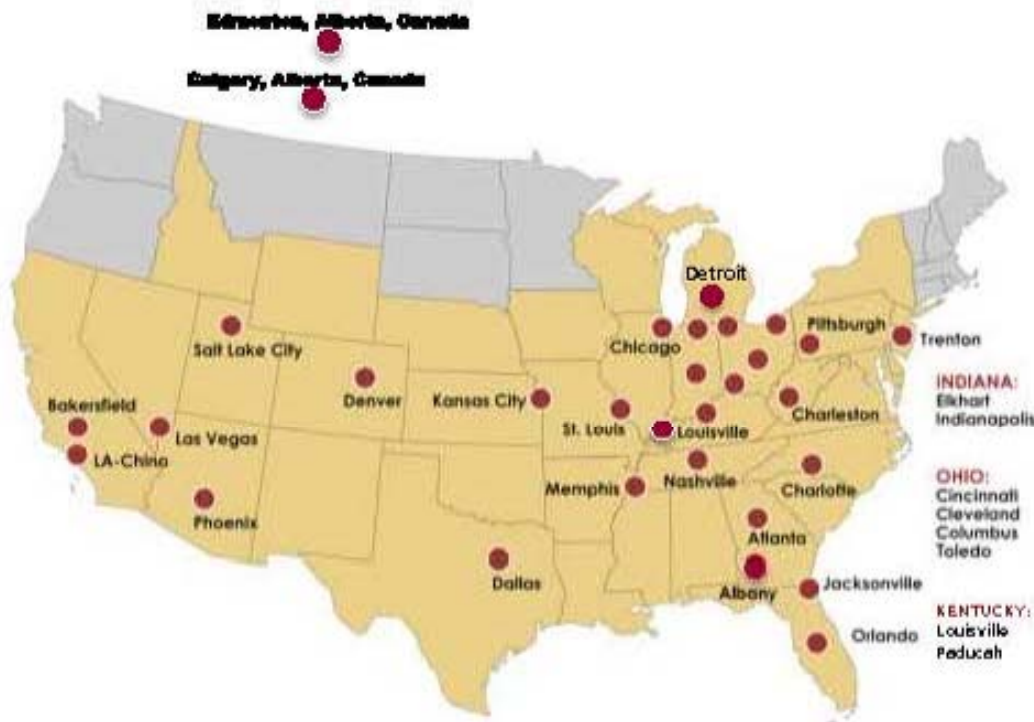 Edmonton, Alberta, Canada
Calgary, Alberta, Canada
Detroit
Chicago
Pittsburgh
Trenton
Salt Lake City
Denver
Kansas City
St. Louis
Louisville
Charleston
Bakersfield
Las Vegas
LA-Chino
Phoenix
Memphis
Nashville
Charlotte
Atlanta
Dallas
Albany
Jacksonville
Orlando
INDIANA:
Elkhart
Indianapolis
OHIO:
Cincinnati
Cleveland
Columbus
Toledo
KENTUCKY:
Louisville
Paducah